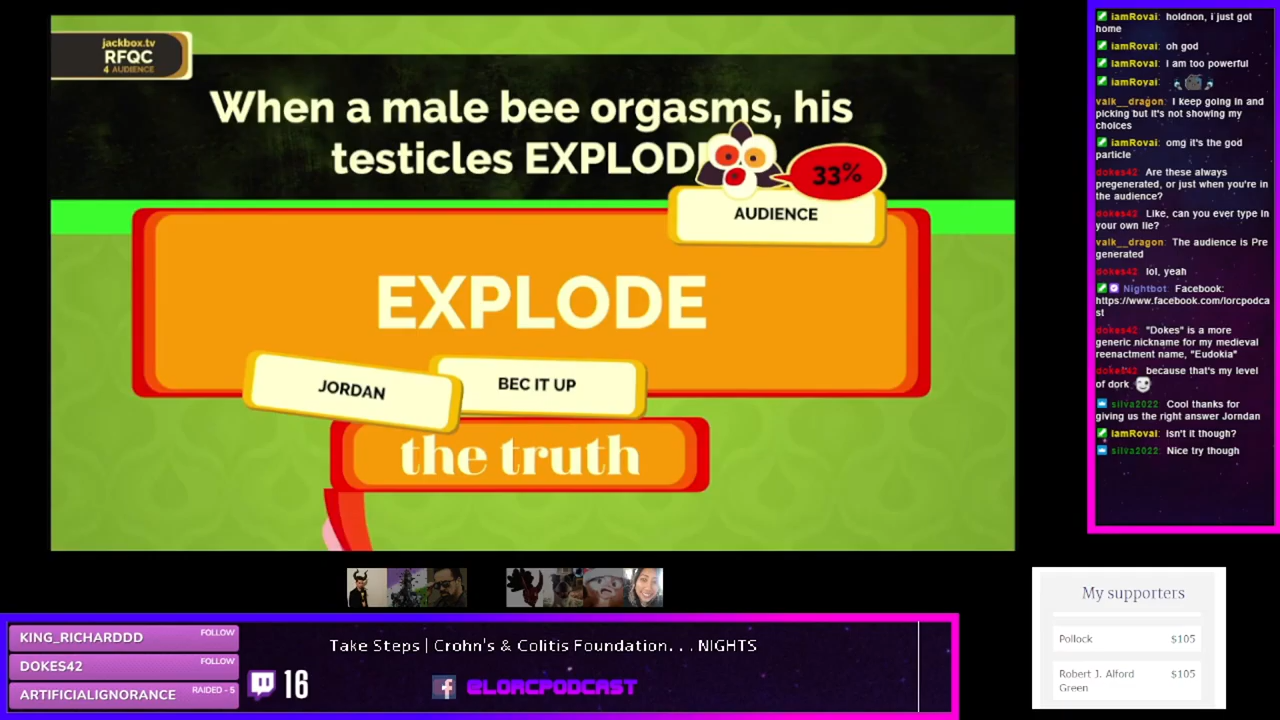 jackbox.tv
RFQC
4 AUDIENCE
When a male bee orgasms, his
testicles EXPLOD
33%
AUDIENCE
EXPLODE
JORDAN
BEC IT UP
the truth
iamRovai: holdnon, i just got
home
iamRovai: oh god
iamRovai: I am too powerful
iamRovai:
valk__dragon: I keep going in and
picking but it's not showing my
choices
iamRovai: omg it's the god
particle
dokes42: Are these always
pregenerated, or just when you're in
the audience?
dokes42: Like, can you ever type in
your own lie?
valk__dragon: The audience is Pre
generated
dokes42: lol, yeah
Nightbot: Facebook:
https://www.facebook.com/lorcpodca
st
dokes42: "Dokes" is a more
generic nickname for my medieval
reenactment name, "Eudokia"
dokes42: because that's my level
of dork
silva2022: Cool thanks for
giving us the right answer Jorndan
iamRovai: isn't it though?
silva2022: Nice try though
My supporters
Pollock $105
Robert J. Alford $105
Green
KING_RICHARDDD FOLLOW
DOKES42 FOLLOW
ARTIFICIALIGNORANCE RAIDED - 5
16
Take Steps | Crohn's & Colitis Foundation. . . NIGHTS
@LORCPODCAST